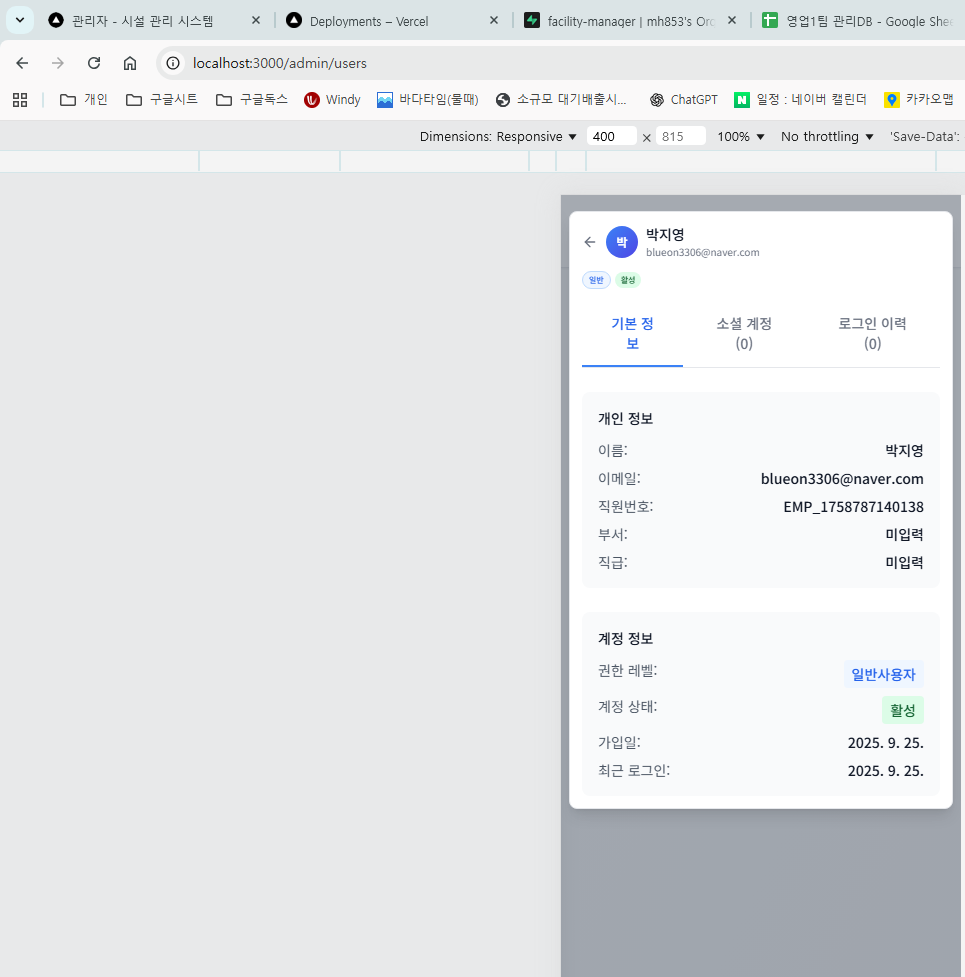 관리자 - 시설 관리 시스템
Deployments – Vercel
facility-manager | mh853's Orc
영업1팀 관리DB - Google Shee
localhost:3000/admin/users
개인
구글시트
구글독스
Windy
바다타임(물때)
소규모 대기배출시...
ChatGPT
일정 : 네이버 캘린더
카카오맵
Dimensions: Responsive
400
×
815
100%
No throttling
'Save-Data':
박
박지영
blueon3306@naver.com
일반
활성
기본 정
보
소셜 계정
(0)
로그인 이력
(0)
개인 정보
이름:
박지영
이메일:
blueon3306@naver.com
직원번호:
EMP_1758787140138
부서:
미입력
직급:
미입력
계정 정보
권한 레벨:
일반사용자
계정 상태:
활성
가입일:
2025. 9. 25.
최근 로그인:
2025. 9. 25.